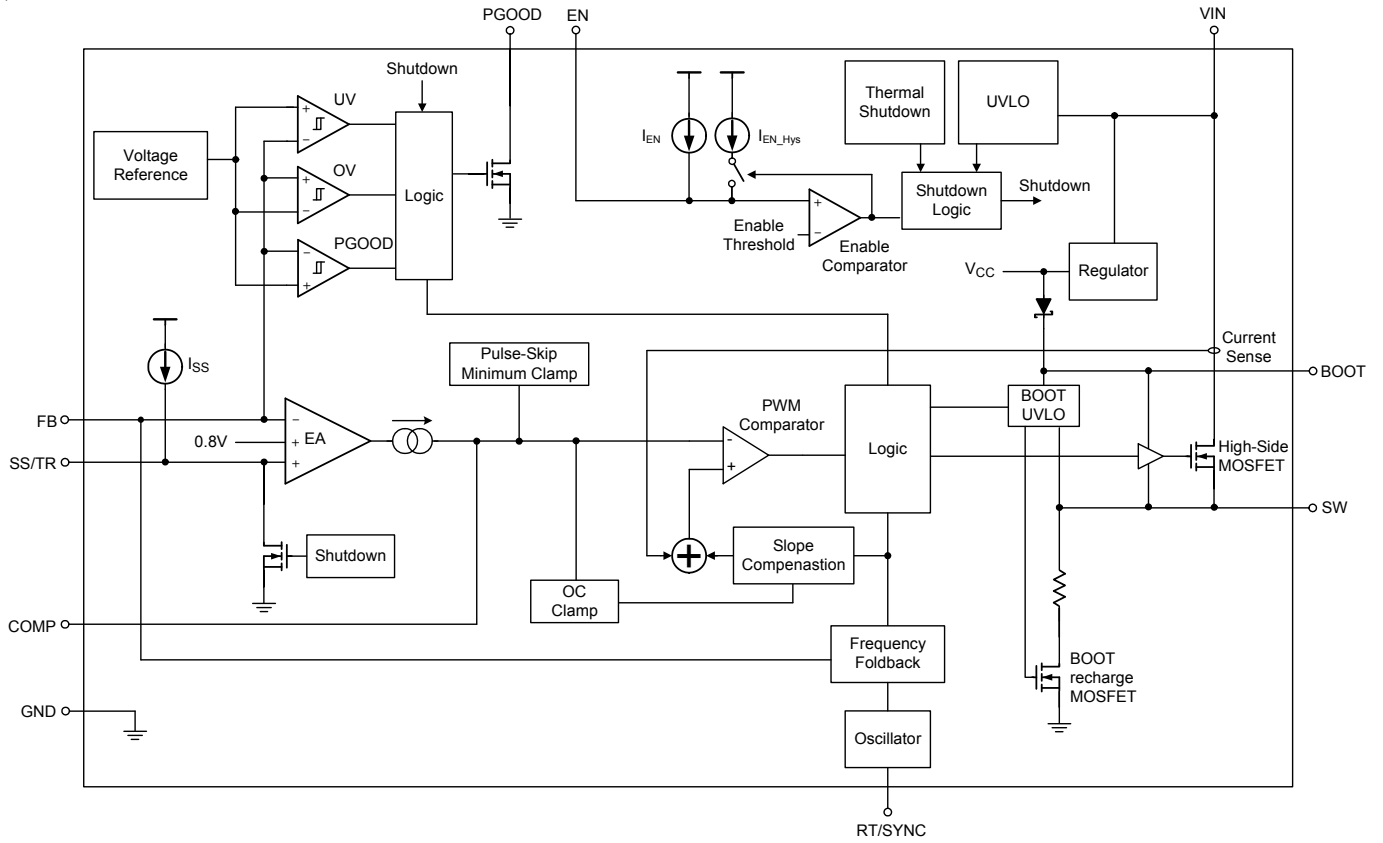 PGOOD
EN
VIN
Shutdown
UV
Thermal
Shutdown
UVLO
Voltage
Reference
I_EN
I_EN_Hys
OV
Logic
Shutdown
Logic
Shutdown
Enable
Threshold
Enable
Comparator
PGOOD
V_CC
Regulator
I_SS
Pulse-Skip
Minimum Clamp
Current
Sense
BOOT
BOOT
UVLO
PWM
Comparator
FB
0.8V
EA
Logic
High-Side
MOSFET
SS/TR
SW
Shutdown
Slope
Compenastion
OC
Clamp
COMP
Frequency
Foldback
BOOT
recharge
MOSFET
GND
Oscillator
RT/SYNC